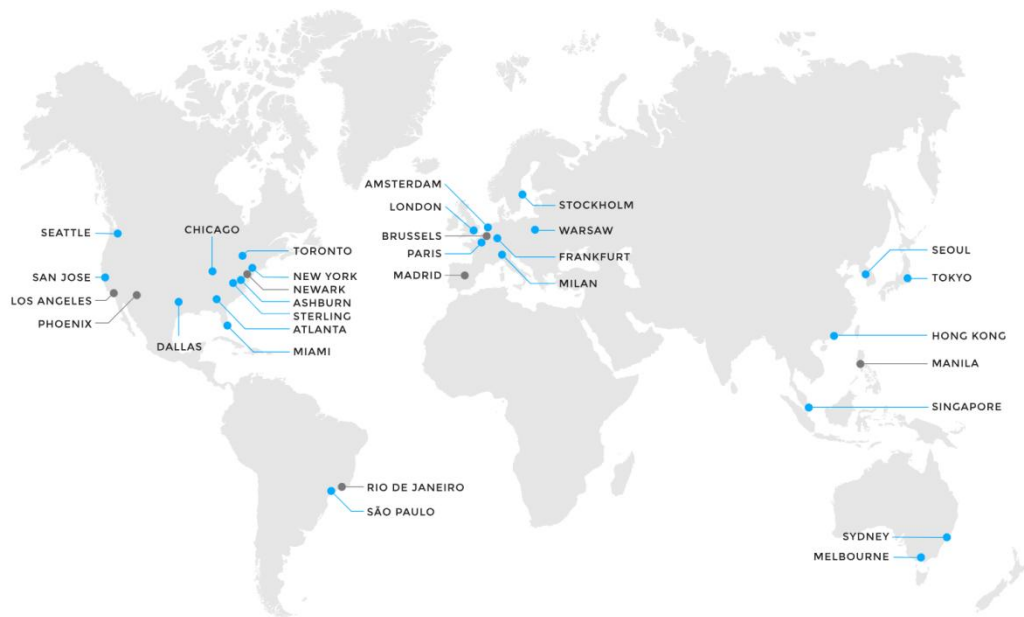 AMSTERDAM
LONDON
STOCKHOLM
SEATTLE
CHICAGO
BRUSSELS
WARSAW
TORONTO
PARIS
FRANKFURT
SEOUL
SAN JOSE
NEW YORK
MADRID
MILAN
TOKYO
NEWARK
LOS ANGELES
ASHBURN
STERLING
PHOENIX
ATLANTA
DALLAS
MIAMI
HONG KONG
MANILA
SINGAPORE
RIO DE JANEIRO
SÃO PAULO
SYDNEY
MELBOURNE